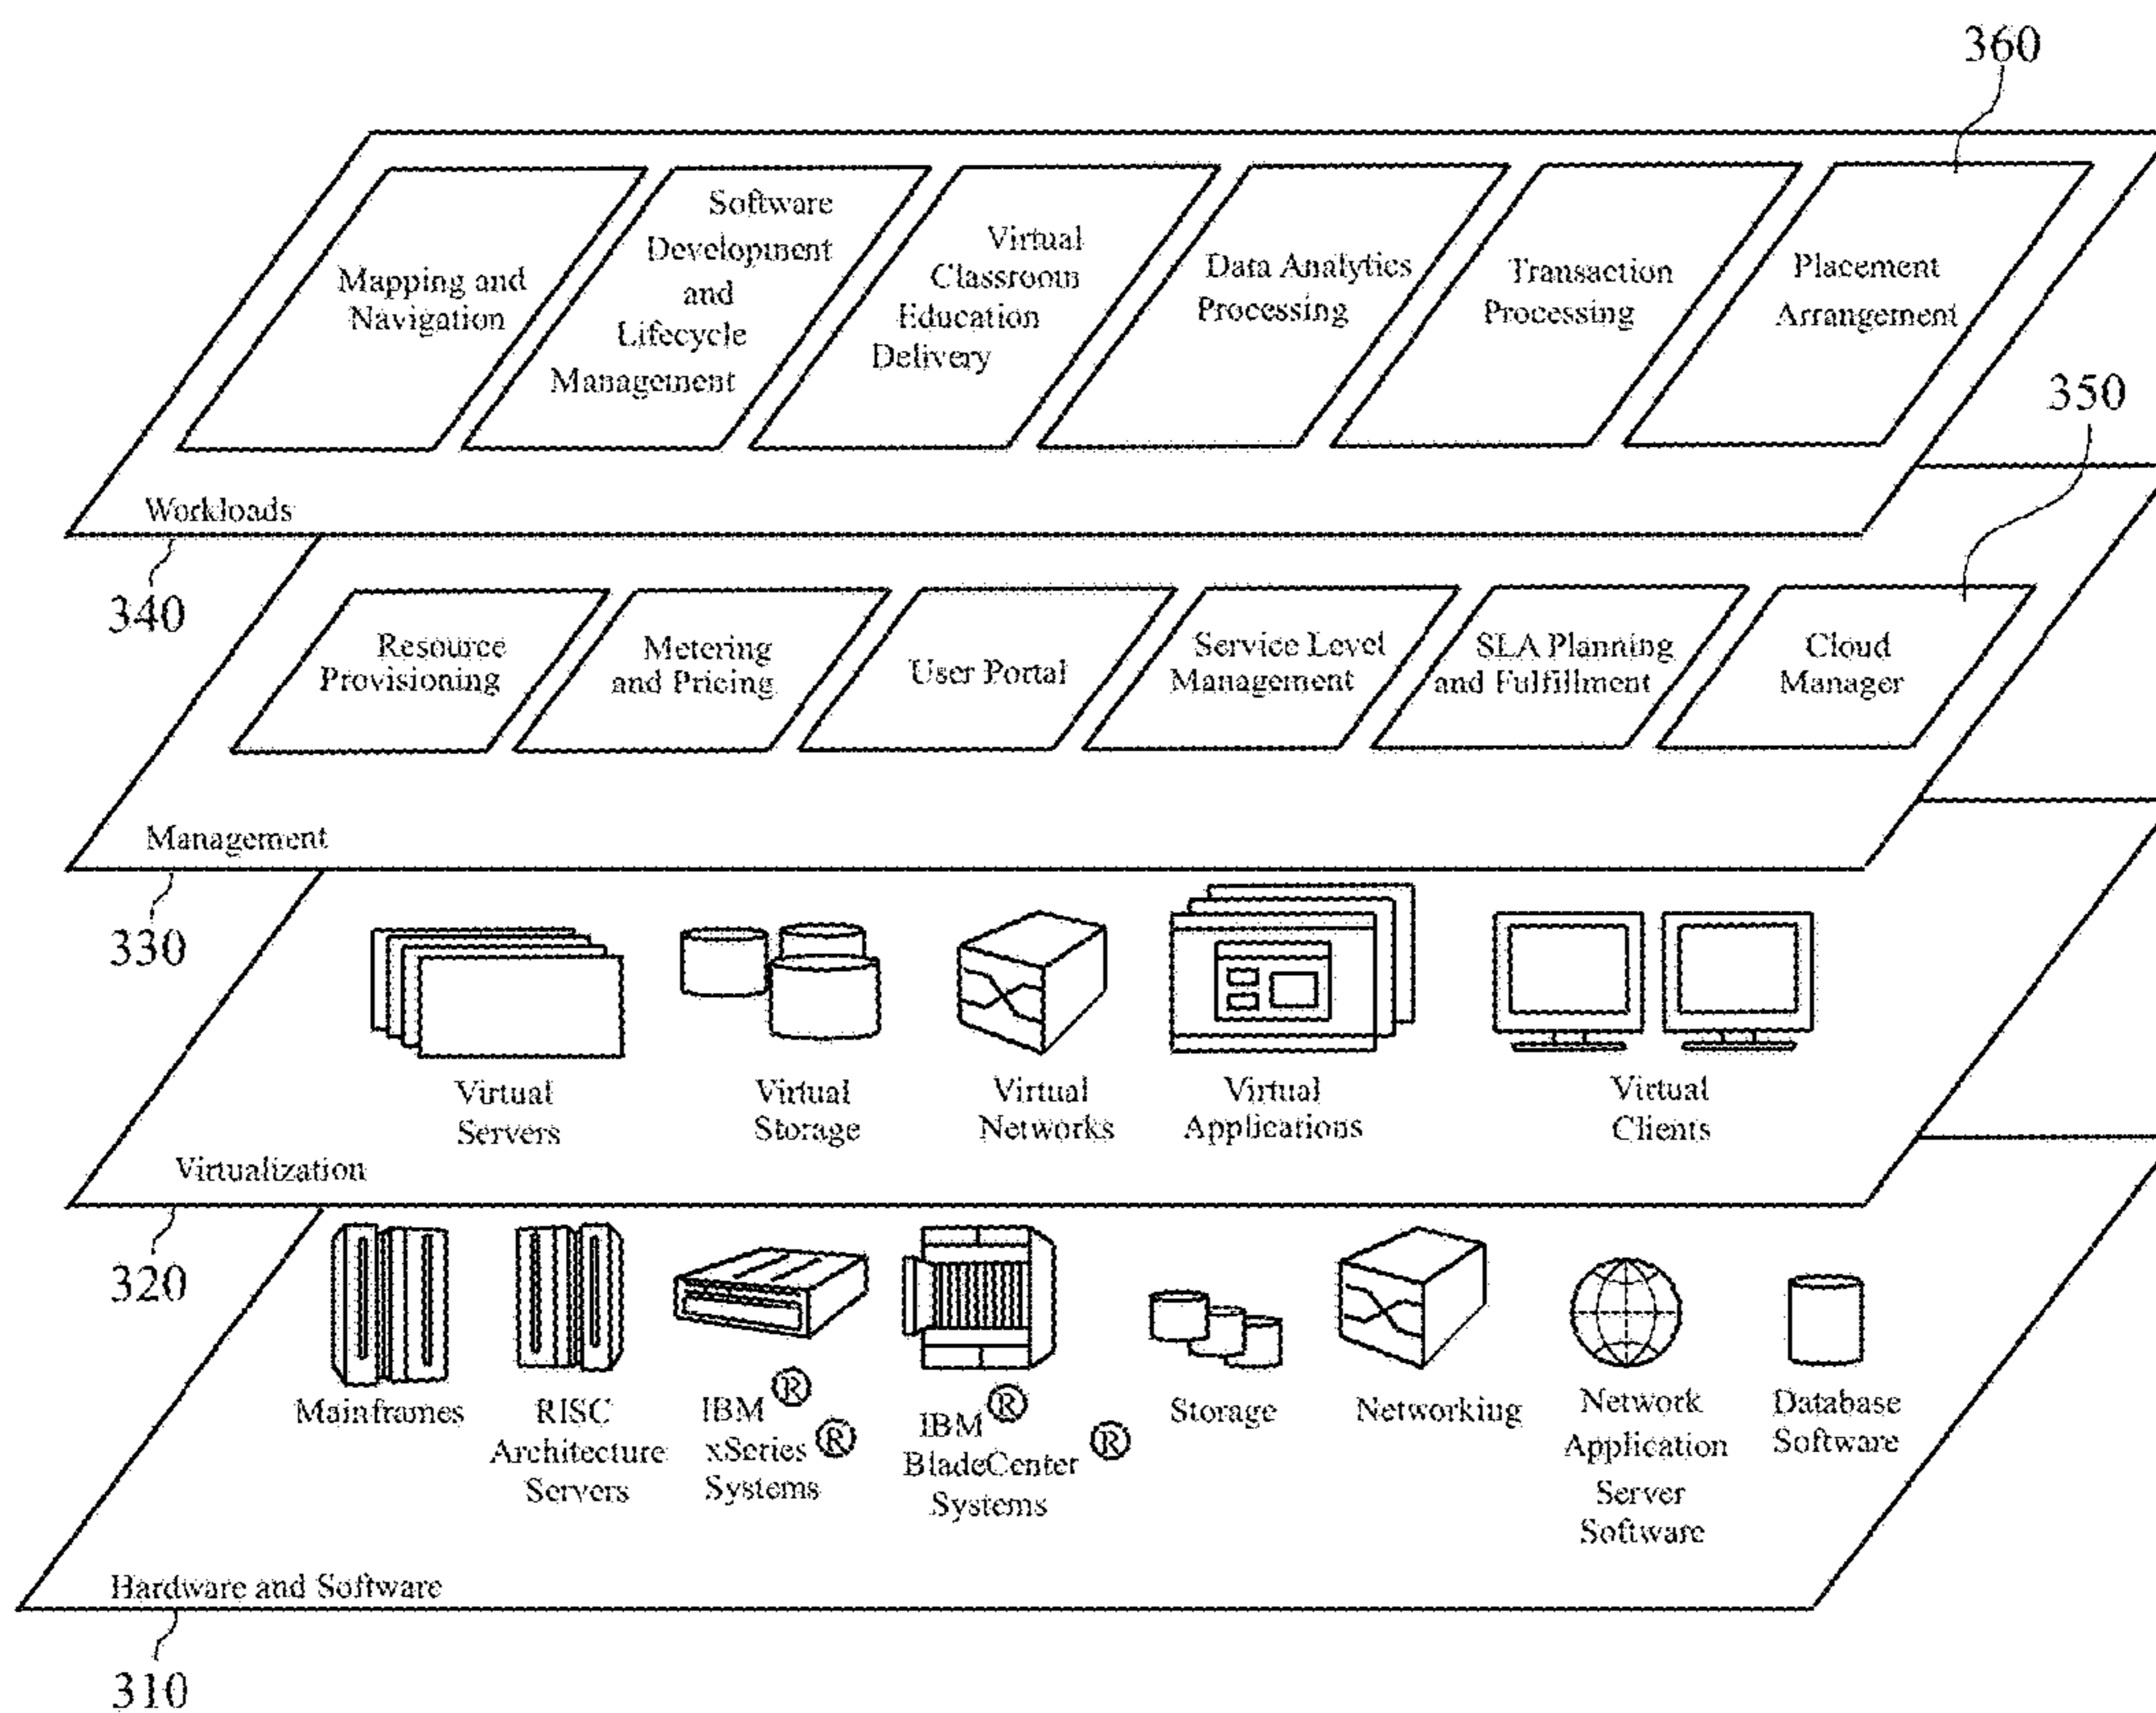 360
Mapping and
Navigation
Software
Development
and
Lifecycle
Management
Virtual
Classroom
Education
Delivery
Data Analytics
Processing
Transaction
Processing
Placement
Arrangement
350
Workloads
340
Resource
Provisioning
Metering
and Pricing
User Portal
Service Level
Management
SLA Planning
and Fulfillment
Cloud
Manager
Management
330
Virtual
Servers
Virtual
Storage
Virtual
Networks
Virtual
Applications
Virtual
Clients
Virtualization
320
Mainframes
RISC
Architecture
Servers
IBM ®
xSeries ®
Systems
IBM ®
BladeCenter ®
Systems
Storage
Networking
Network
Application
Server
Software
Database
Software
Hardware and Software
310